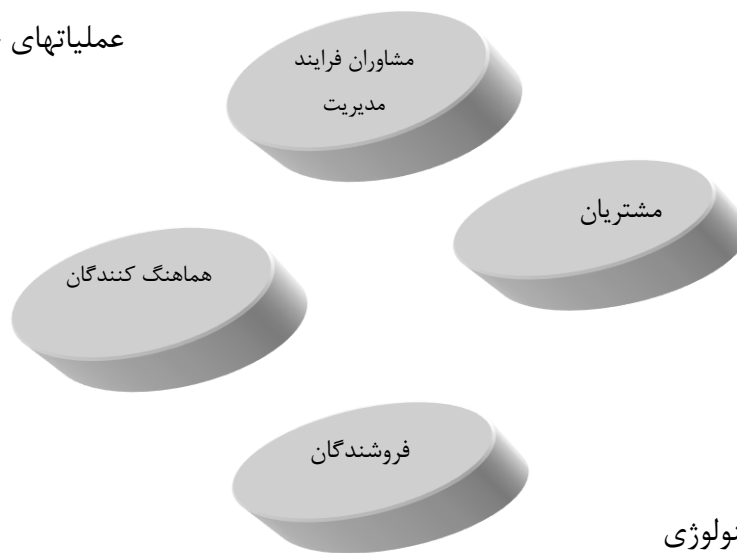 عملیاتهای
مشاوران فرایند
مدیریت
مشتریان
هماهنگ کنندگان
فروشندگان